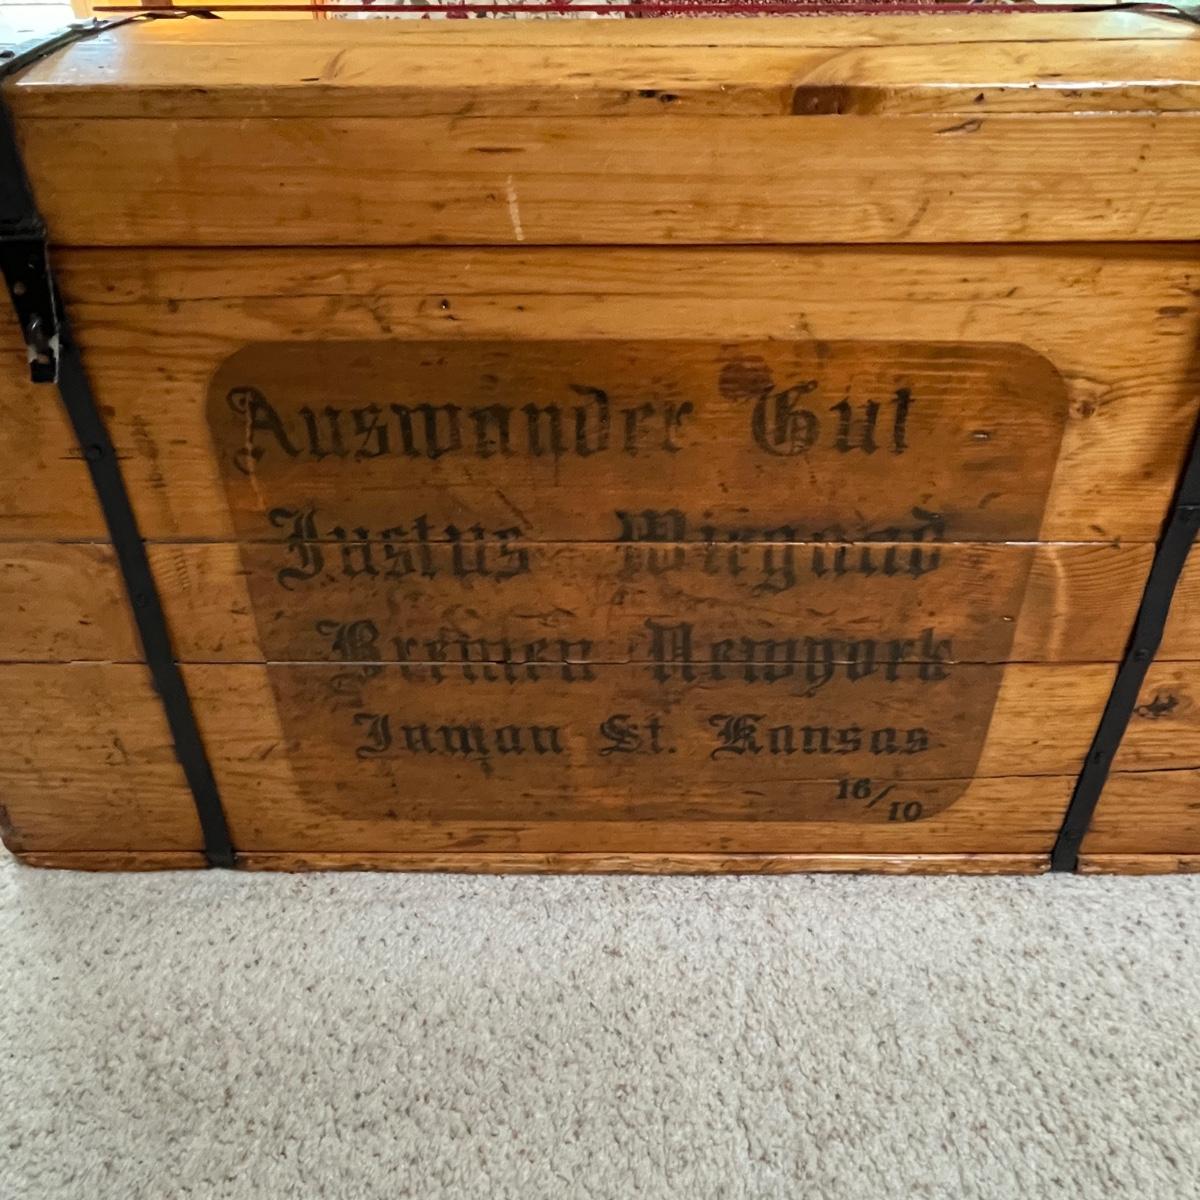 Auswander Gut
Justus Wiegand
Bremen Newyork
Inman St. Kansas
16/10